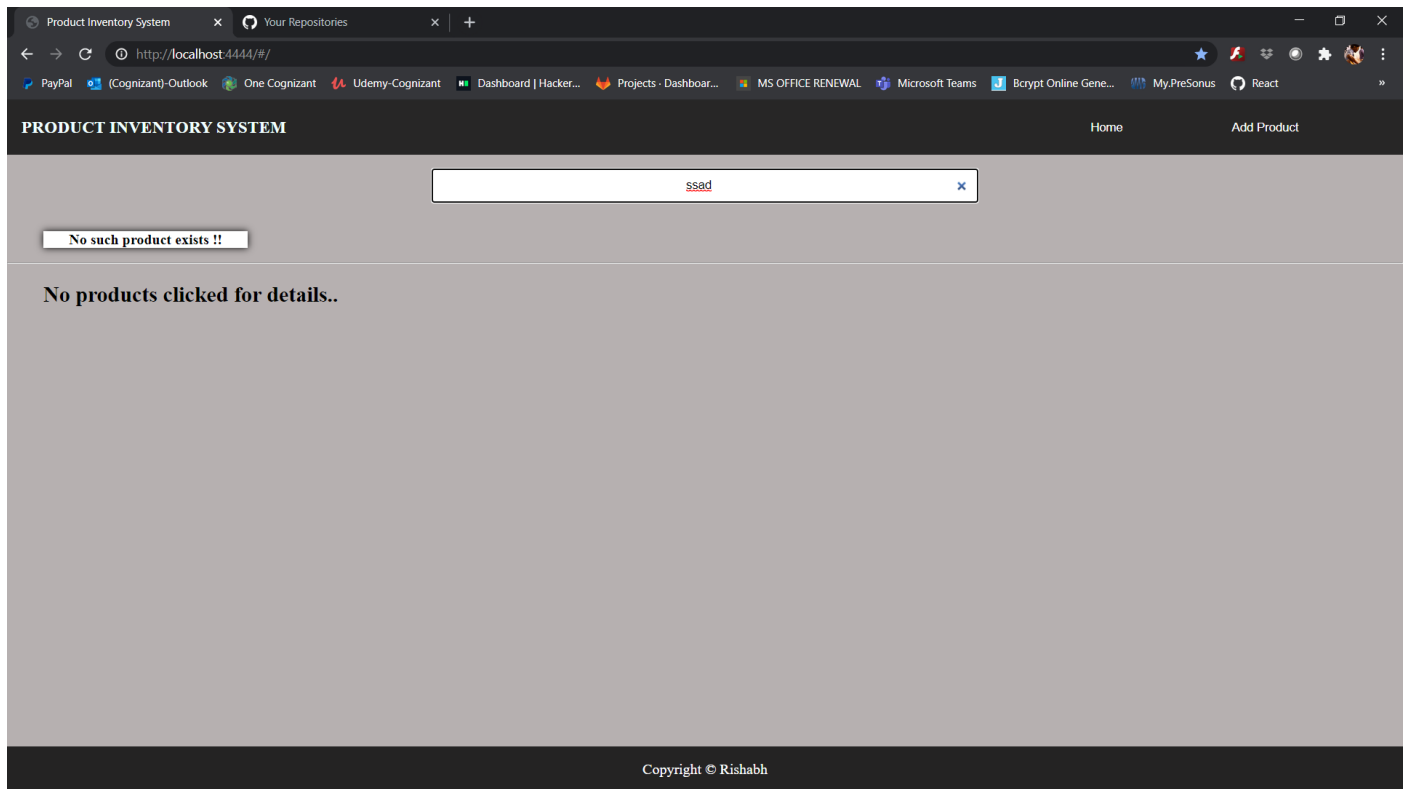 Product Inventory System
Your Repositories
http://localhost:4444/#/
PayPal (Cognizant)-Outlook One Cognizant Udemy-Cognizant Dashboard | Hacker... Projects · Dashboar... MS OFFICE RENEWAL Microsoft Teams Bcrypt Online Gene... My.PreSonus React »
PRODUCT INVENTORY SYSTEM Home Add Product
ssad
No such product exists !!
No products clicked for details..
Copyright © Rishabh